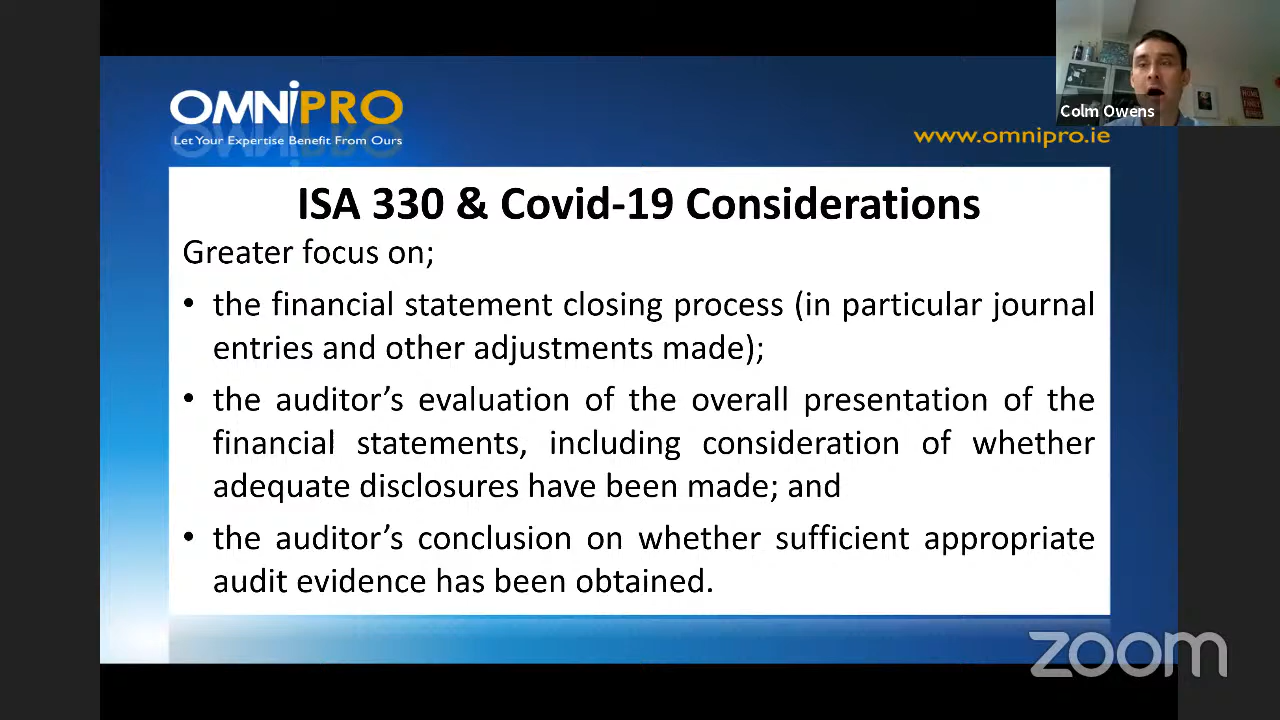 OMNiPRO
Let Your Expertise Benefit From Ours
www.omnipro.ie
Colm Owens
ISA 330 & Covid-19 Considerations
Greater focus on;
• the financial statement closing process (in particular journal
entries and other adjustments made);
• the auditor’s evaluation of the overall presentation of the
financial statements, including consideration of whether
adequate disclosures have been made; and
• the auditor’s conclusion on whether sufficient appropriate
audit evidence has been obtained.
zoom